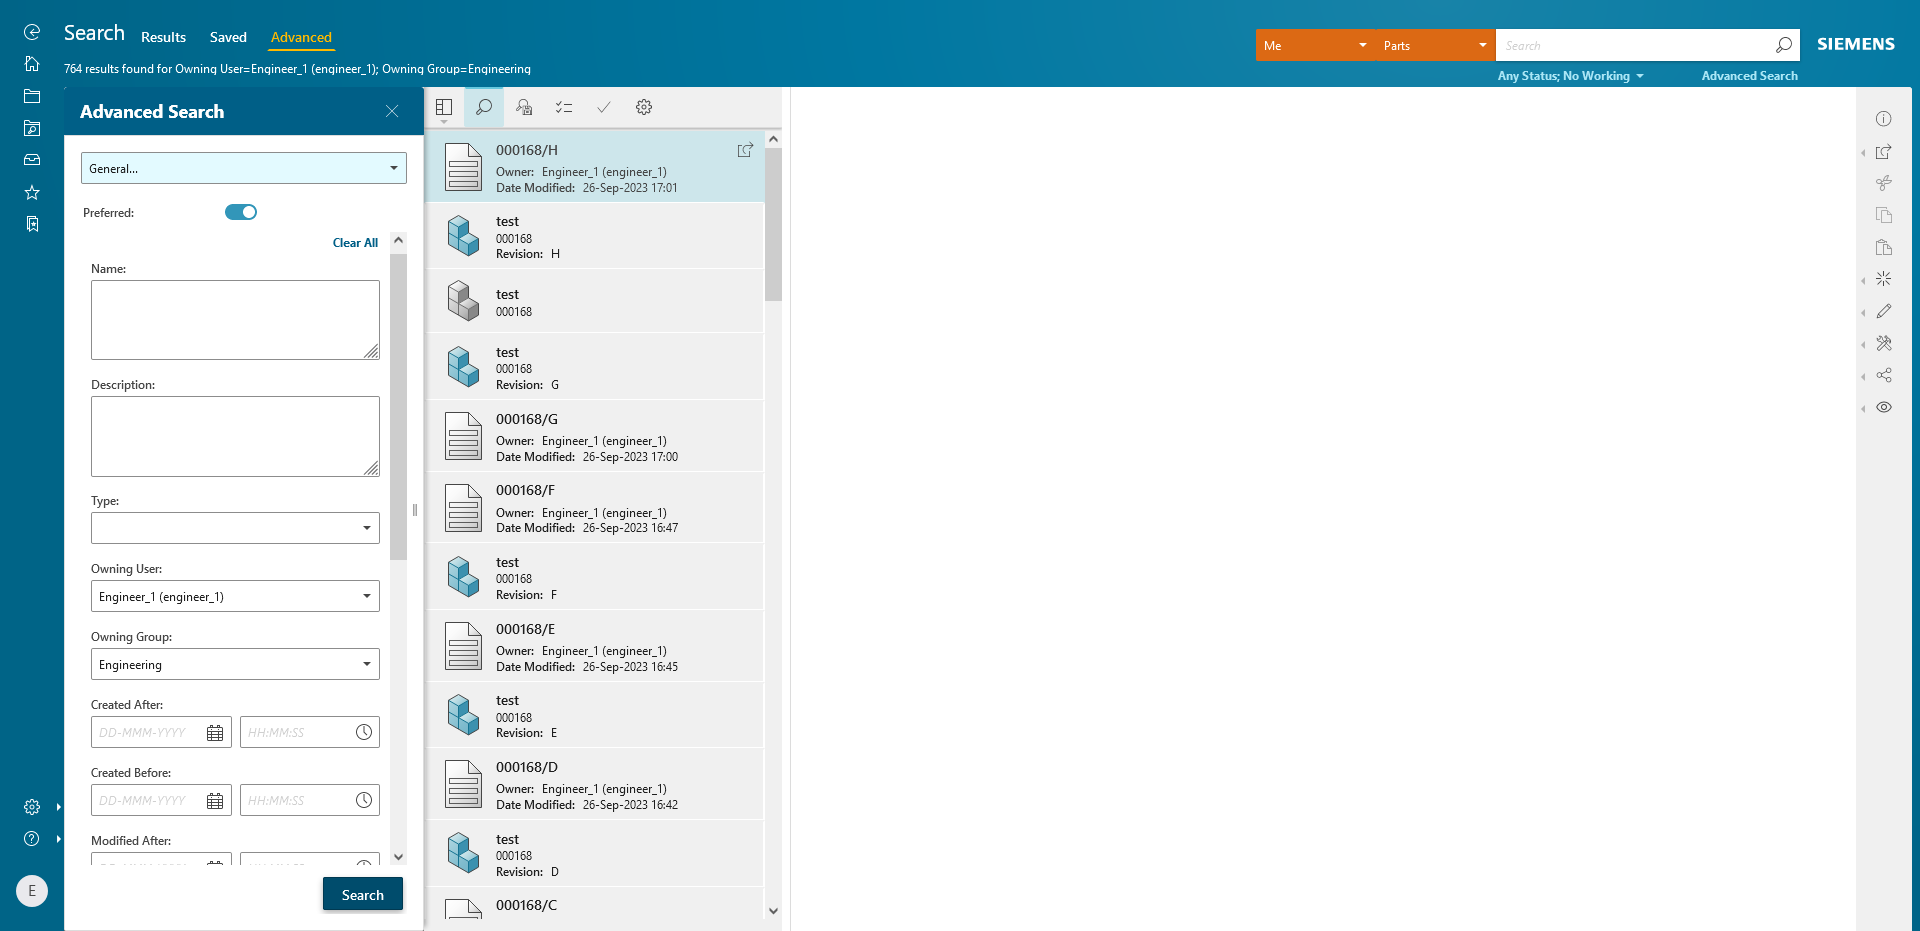 Search
Results
Saved
Advanced
764 results found for Owning User=Engineer_1 (engineer_1); Owning Group=Engineering
Me
Parts
Search
SIEMENS
Any Status; No Working
Advanced Search
Advanced Search
General...
Preferred:
Clear All
Name:
Description:
Type:
Owning User:
Engineer_1 (engineer_1)
Owning Group:
Engineering
Created After:
DD-MMM-YYYY
HH:MM:SS
Created Before:
DD-MMM-YYYY
HH:MM:SS
Modified After:
Search
E
000168/H
Owner: Engineer_1 (engineer_1)
Date Modified: 26-Sep-2023 17:01
test
000168
Revision: H
test
000168
test
000168
Revision: G
000168/G
Owner: Engineer_1 (engineer_1)
Date Modified: 26-Sep-2023 17:00
000168/F
Owner: Engineer_1 (engineer_1)
Date Modified: 26-Sep-2023 16:47
test
000168
Revision: F
000168/E
Owner: Engineer_1 (engineer_1)
Date Modified: 26-Sep-2023 16:45
test
000168
Revision: E
000168/D
Owner: Engineer_1 (engineer_1)
Date Modified: 26-Sep-2023 16:42
test
000168
Revision: D
000168/C